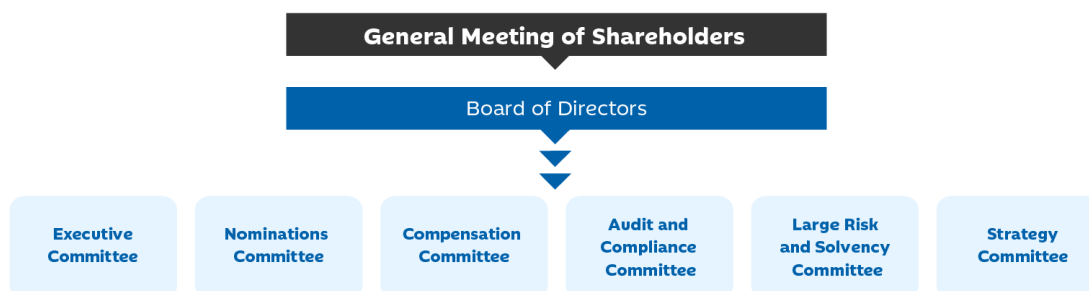 General Meeting of Shareholders
Board of Directors
Executive
Committee
Nominations
Committee
Compensation
Committee
Audit and
Compliance
Committee
Large Risk
and Solvency
Committee
Strategy
Committee